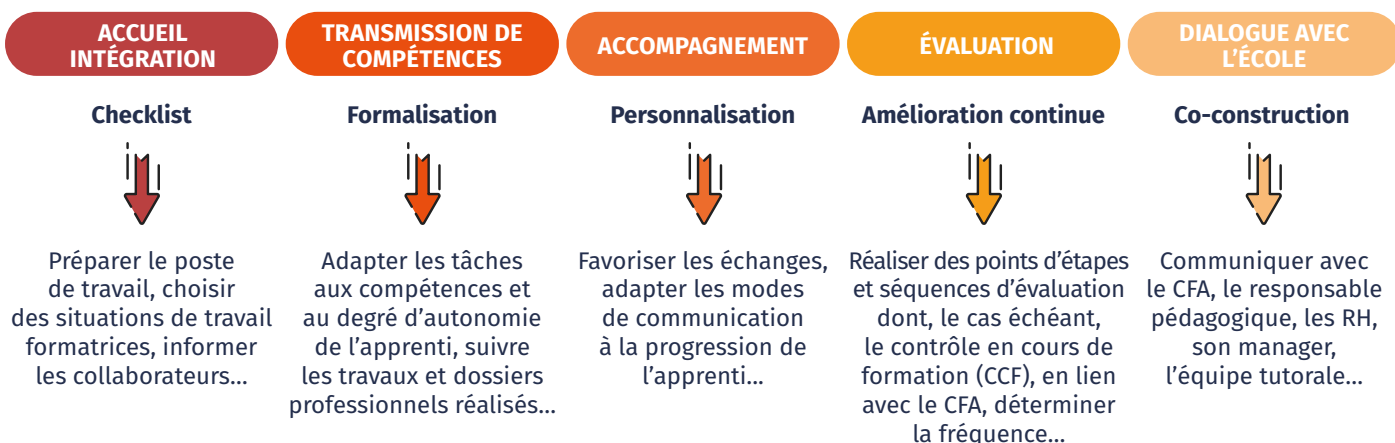 ACCUEIL
INTÉGRATION
Checklist
Préparer le poste
de travail, choisir
des situations de travail
formatrices, informer
les collaborateurs...
TRANSMISSION DE
COMPÉTENCES
Formalisation
Adapter les tâches
aux compétences et
au degré d’autonomie
de l’apprenti, suivre
les travaux et dossiers
professionnels réalisés...
ACCOMPAGNEMENT
Personnalisation
Favoriser les échanges,
adapter les modes
de communication
à la progression de
l’apprenti...
ÉVALUATION
Amélioration continue
Réaliser des points d’étapes
et séquences d’évaluation
dont, le cas échéant,
le contrôle en cours de
formation (CCF), en lien
avec le CFA, déterminer
la fréquence...
DIALOGUE AVEC
L’ÉCOLE
Co-construction
Communiquer avec
le CFA, le responsable
pédagogique, les RH,
son manager,
l’équipe tutorale...